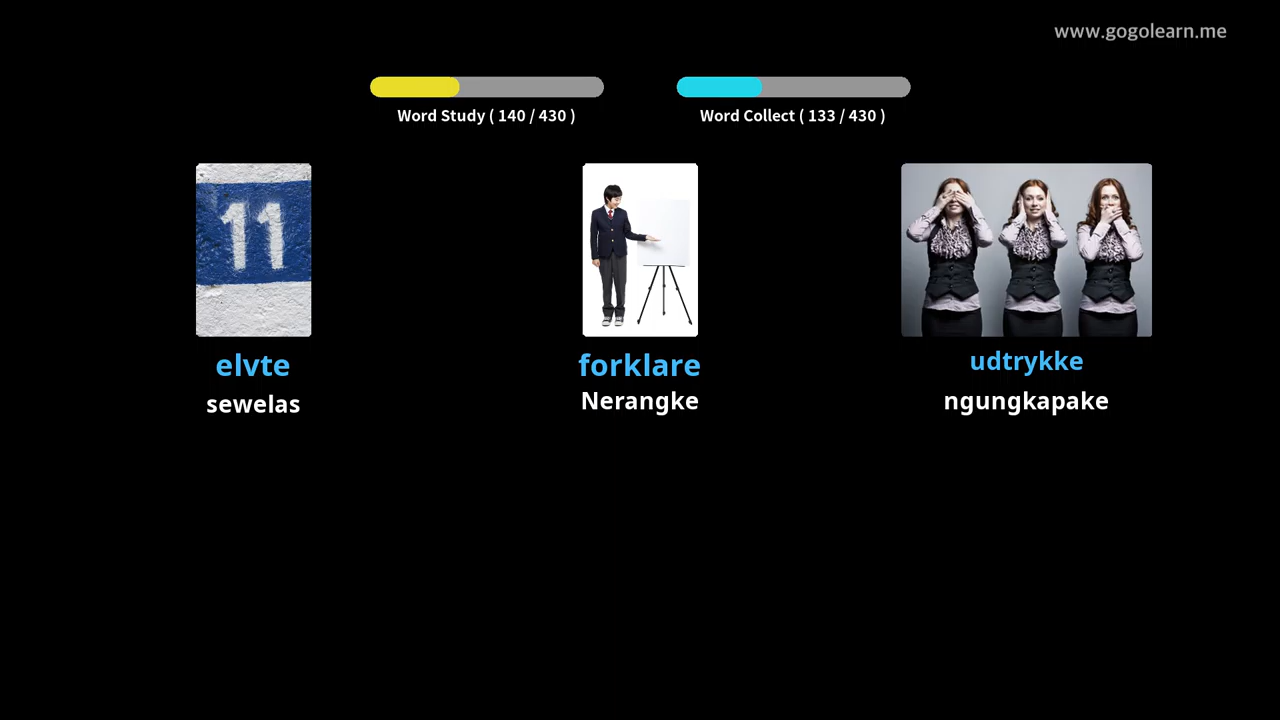 www.gogolearn.me
Word Study ( 140 / 430 )
Word Collect ( 133 / 430 )
11
elvte
forklare
udtrykke
sewelas
Nerangke
ngungkapake